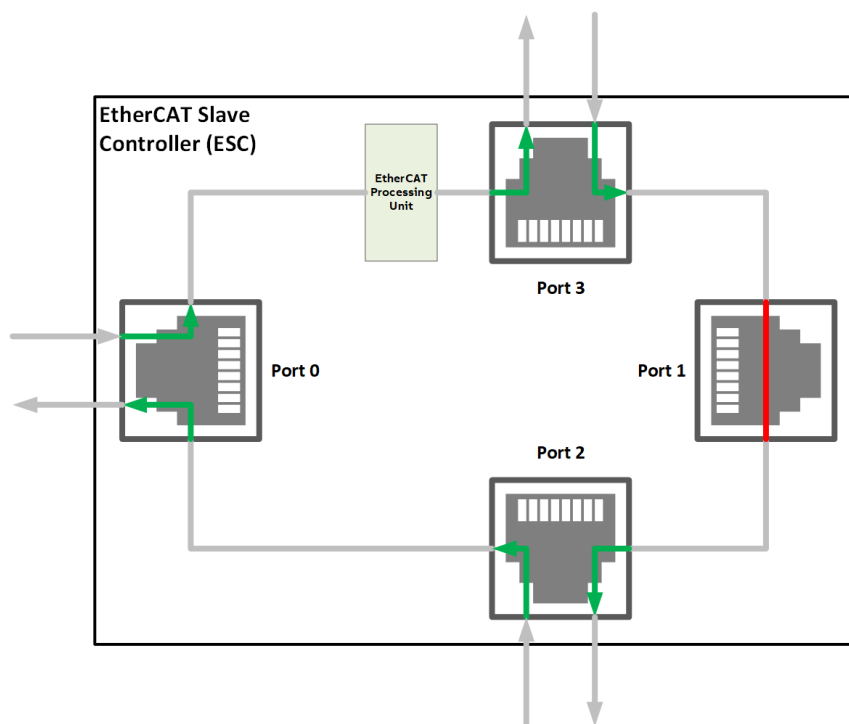 EtherCAT Slave
Controller (ESC)
EtherCAT
Processing
Unit
Port 3
Port 0
Port 1
Port 2